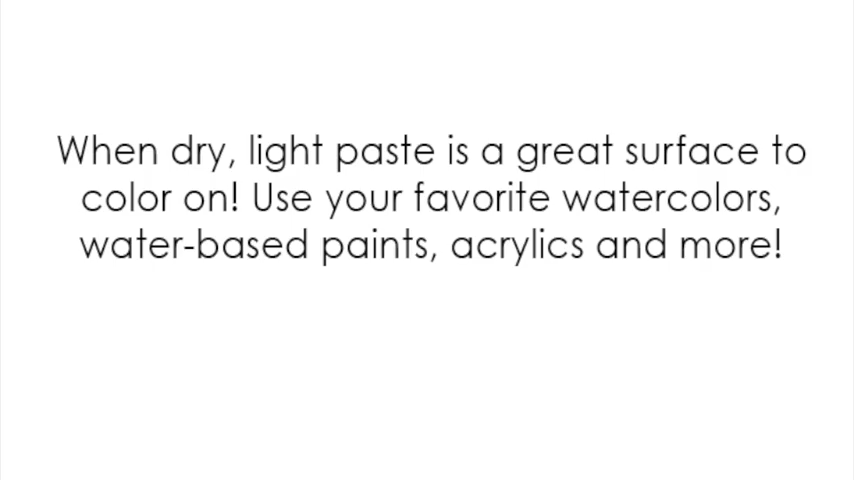 When dry, light paste is a great surface to
color on! Use your favorite watercolors,
water-based paints, acrylics and more!